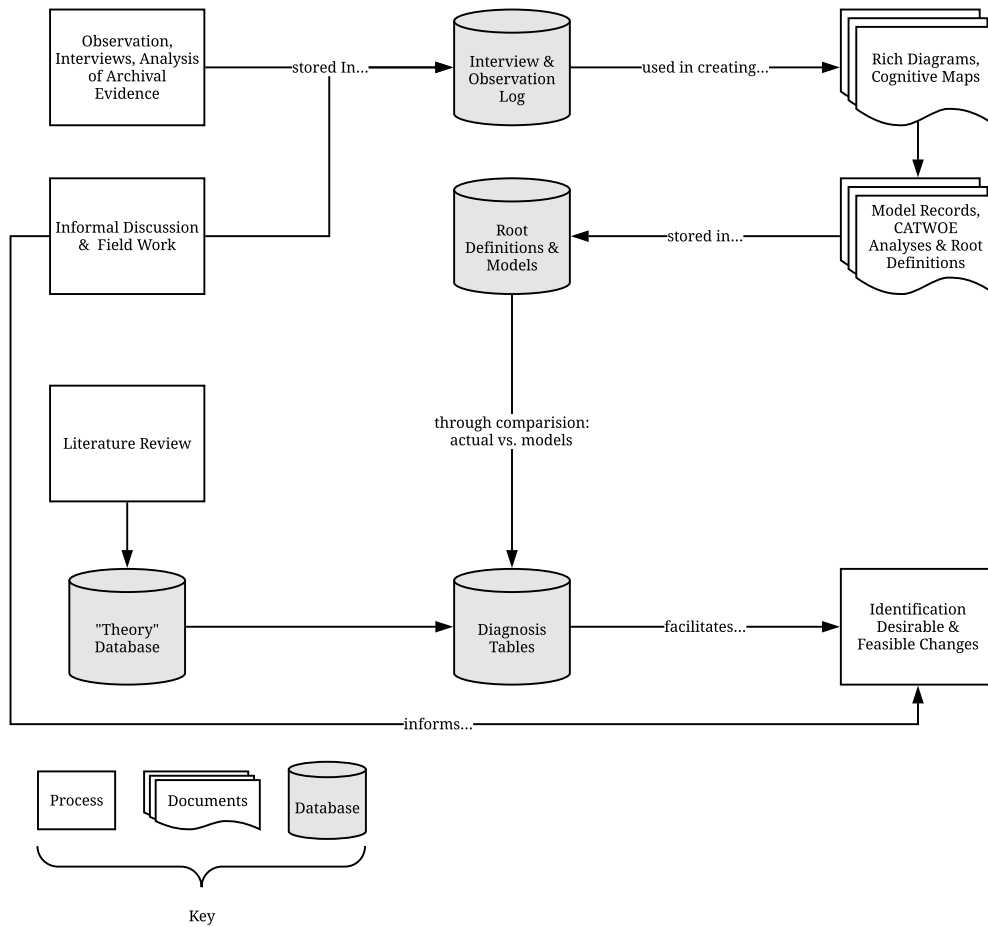 Observation,
Interviews, Analysis
of Archival
Evidence
stored In...
Interview &
Observation
Log
used in creating...
Rich Diagrams,
Cognitive Maps
Informal Discussion
& Field Work
Root
Definitions &
Models
stored in...
Model Records,
CATWOE
Analyses & Root
Definitions
Literature Review
through comparision:
actual vs. models
"Theory"
Database
Diagnosis
Tables
facilitates...
Identification
Desirable &
Feasible Changes
informs...
Process
Documents
Database
Key